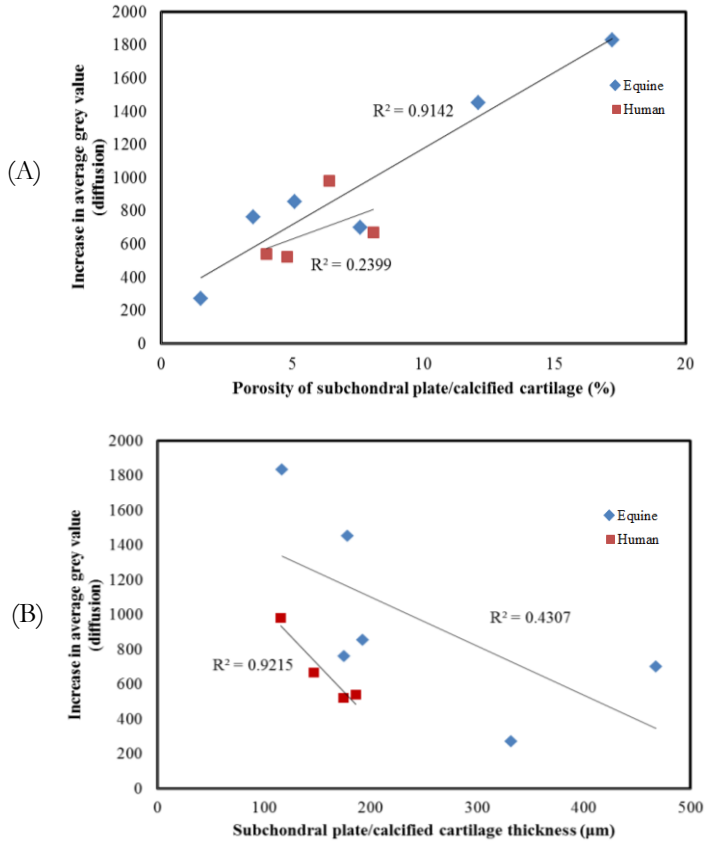 (A)
Increase in average grey value
(diffusion)
2000
1800
1600
1400
1200
1000
800
600
400
200
0
R² = 0.9142
R² = 0.2399
Equine
Human
0
5
10
15
20
Porosity of subchondral plate/calcified cartilage (%)
(B)
Increase in average grey value
(diffusion)
2000
1800
1600
1400
1200
1000
800
600
400
200
0
Equine
Human
R² = 0.4307
R² = 0.9215
0
100
200
300
400
500
Subchondral plate/calcified cartilage thickness (µm)